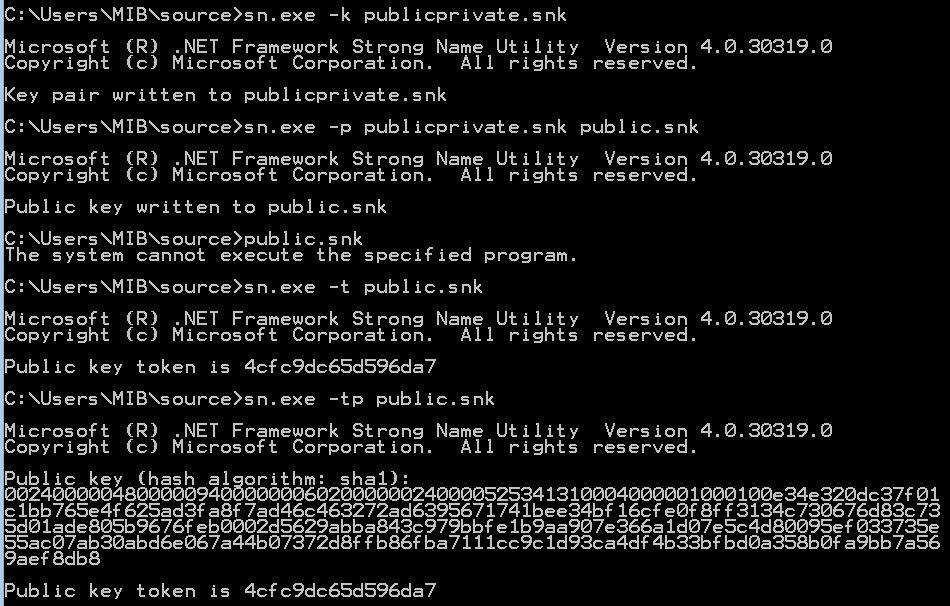 C:\Users\MIB\source>sn.exe -k publicprivate.snk
Microsoft (R) .NET Framework Strong Name Utility  Version 4.0.30319.0
Copyright (c) Microsoft Corporation.  All rights reserved.
Key pair written to publicprivate.snk
C:\Users\MIB\source>sn.exe -p publicprivate.snk public.snk
Microsoft (R) .NET Framework Strong Name Utility  Version 4.0.30319.0
Copyright (c) Microsoft Corporation.  All rights reserved.
Public key written to public.snk
C:\Users\MIB\source>public.snk
The system cannot execute the specified program.
C:\Users\MIB\source>sn.exe -t public.snk
Microsoft (R) .NET Framework Strong Name Utility  Version 4.0.30319.0
Copyright (c) Microsoft Corporation.  All rights reserved.
Public key token is 4cfc9dc65d596da7
C:\Users\MIB\source>sn.exe -tp public.snk
Microsoft (R) .NET Framework Strong Name Utility  Version 4.0.30319.0
Copyright (c) Microsoft Corporation.  All rights reserved.
Public key (hash algorithm: sha1):
0024000004800000940000000602000000240000525341310004000001000100e34e320dc37f01
c1bb765e4f625ad3fa8f7ad46c463272ad6395671741bee34bf16cfe0f8ff3134c730676d83c73
5d01ade805b9676feb0002d5629abba843c979bbfe1b9aa907e366a1d07e5c4d80095ef033735e
55ac07ab30abd6e067a44b07372d8ffb86fba7111cc9c1d93ca4df4b33bfbd0a358b0fa9bb7a56
9aef8db8
Public key token is 4cfc9dc65d596da7